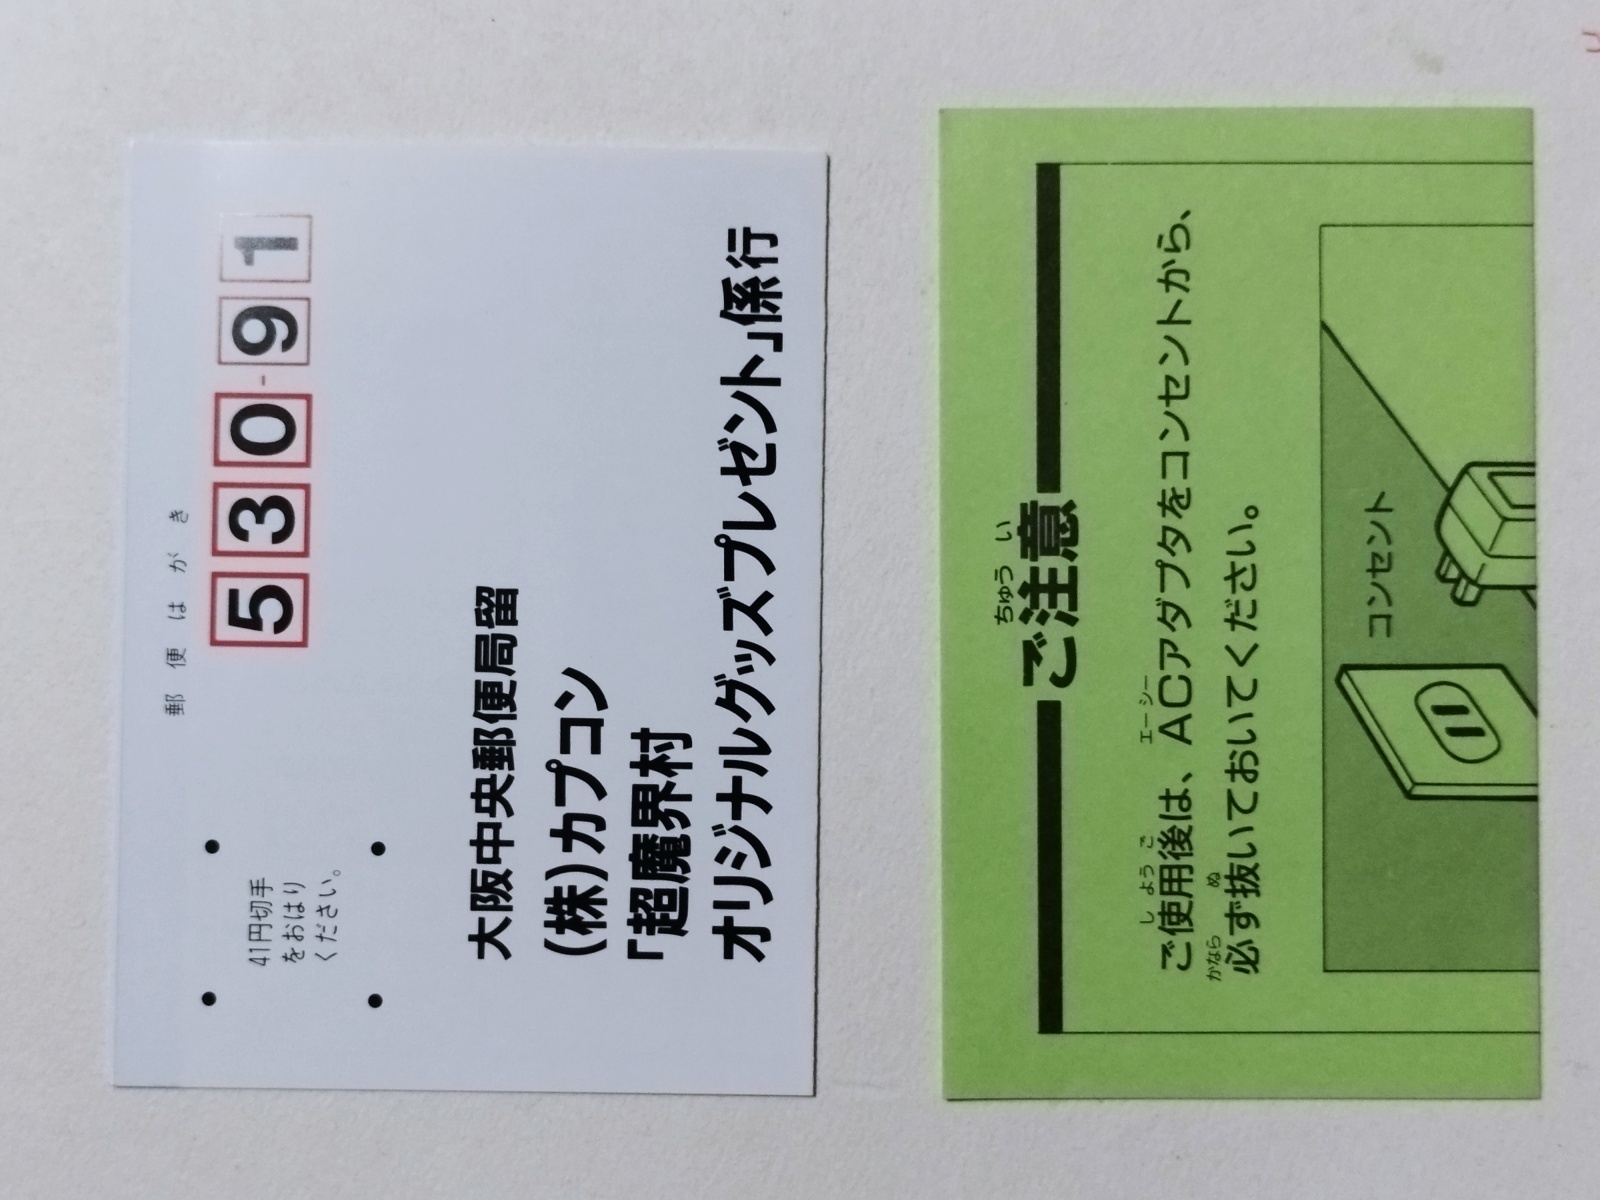 郵便はがき
530-91
41円切手
をおはり
ください。
大阪中央郵便局留
(株)カプコン
「超魔界村
オリジナルグッズプレゼント」係行
ちゅう い
ご注意
し よう ご エーシー
ご使用後は、ACアダプタをコンセントから、
かなら ぬ
必ず抜いておいてください。
コンセント